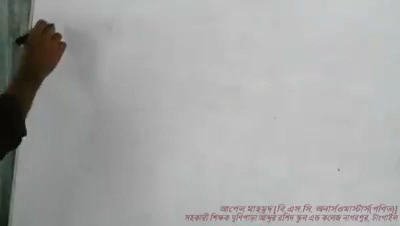 আপেল মাহমুদ (বি.এস.সি. অনার্স ও মাস্টার্স(গণিত))
সহকারী শিক্ষক ঘুণিপাড়া আব্দুর রশিদ স্কুল এন্ড কলেজ নাগরপুর, টাংগাইল